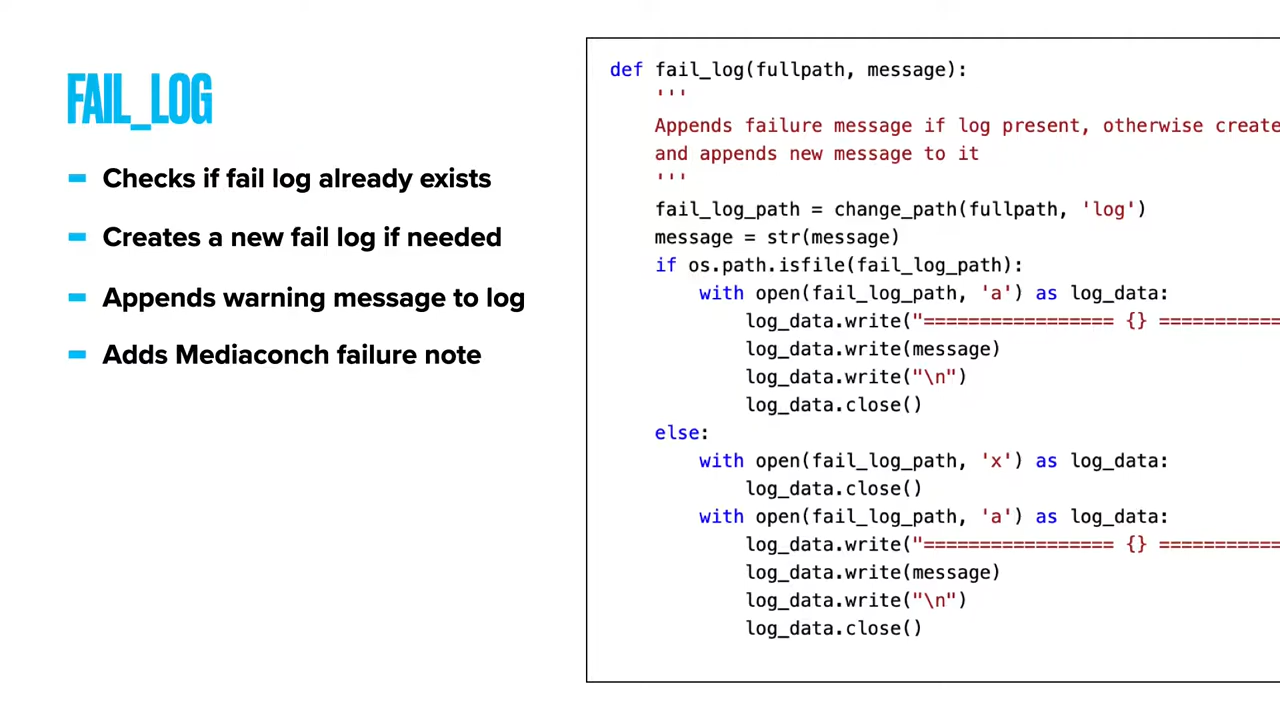 FAIL_LOG
- Checks if fail log already exists
- Creates a new fail log if needed
- Appends warning message to log
- Adds Mediaconch failure note
def fail_log(fullpath, message):
    '''
    Appends failure message if log present, otherwise create
    and appends new message to it
    '''
    fail_log_path = change_path(fullpath, 'log')
    message = str(message)
    if os.path.isfile(fail_log_path):
        with open(fail_log_path, 'a') as log_data:
            log_data.write("================= {} ===========
            log_data.write(message)
            log_data.write("\n")
            log_data.close()
    else:
        with open(fail_log_path, 'x') as log_data:
            log_data.close()
        with open(fail_log_path, 'a') as log_data:
            log_data.write("================= {} ===========
            log_data.write(message)
            log_data.write("\n")
            log_data.close()